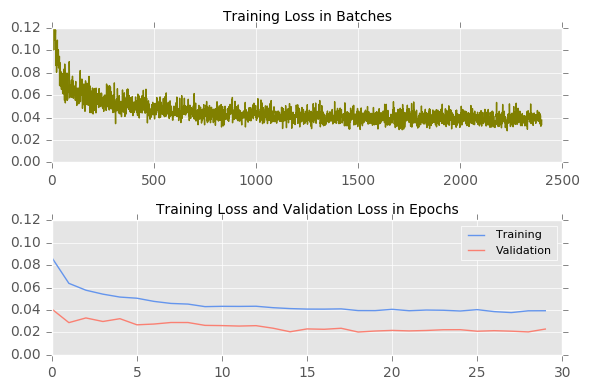 Training Loss in Batches
0.12
0.10
0.08
0.06
0.04
0.02
0.00
0 500 1000 1500 2000 2500
Training Loss and Validation Loss in Epochs
0.12
0.10
0.08
0.06
0.04
0.02
0.00
Training
Validation
0 5 10 15 20 25 30